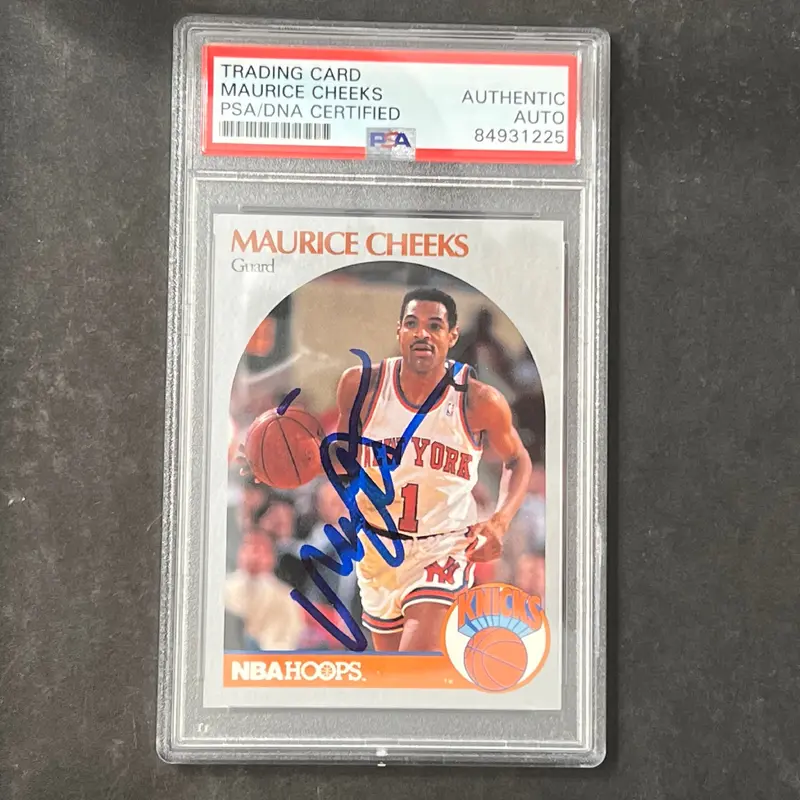 TRADING CARD
MAURICE CHEEKS
PSA/DNA CERTIFIED
AUTHENTIC
AUTO
84931225
PSA
MAURICE CHEEKS
Guard
NEW YORK
1
NY
KNICKS
NBA HOOPS